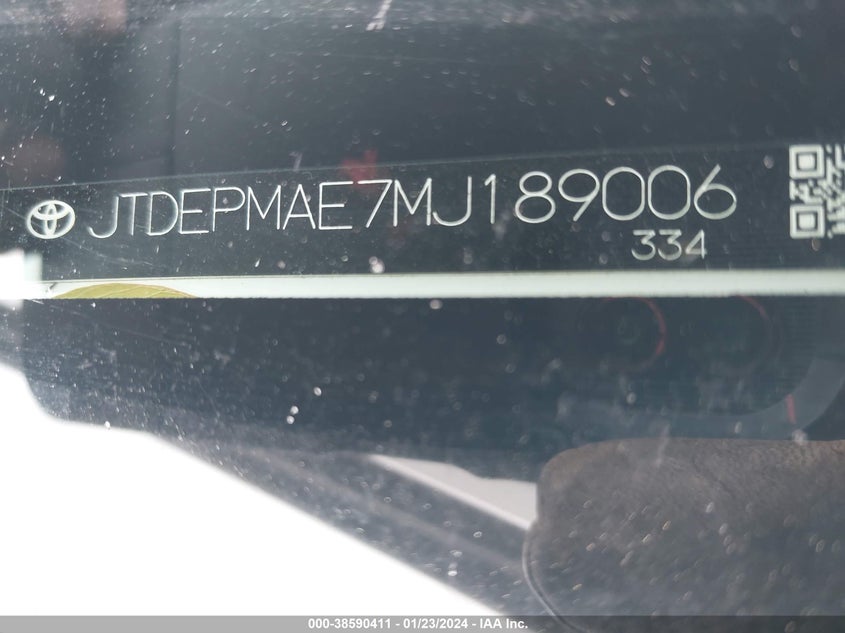 JTDEPMAE7MJ189006
334
000-38590411 - 01/23/2024 - IAA Inc.